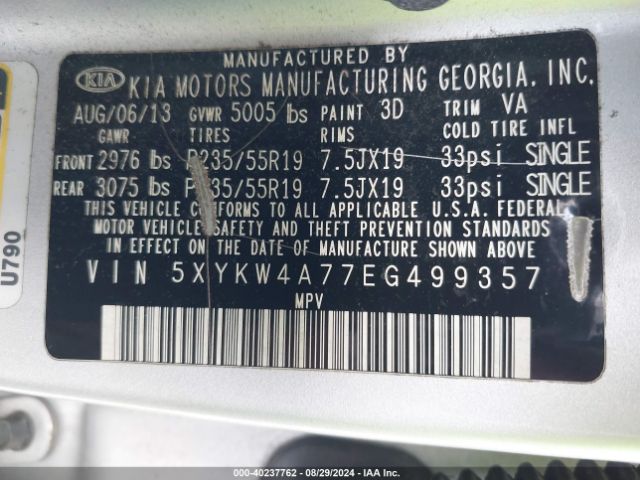 MANUFACTURED BY
KIA KIA MOTORS MANUFACTURING GEORGIA. INC.
AUG/06/13 GVWR 5005 lbs PAINT 3D TRIM VA
GAWR TIRES RIMS COLD TIRE INFL
FRONT 2976 lbs P235/55R19 7.5JX19 33psi SINGLE
REAR 3075 lbs P235/55R19 7.5JX19 33psi SINGLE
THIS VEHICLE CONFORMS TO ALL APPLICABLE U.S.A. FEDERAL
MOTOR VEHICLE SAFETY AND THEFT PREVENTION STANDARDS
IN EFFECT ON THE DATE OF MANUFACTURE SHOWN ABOVE.
VIN 5XYKW4A77EG499357
MPV
U790
000-40237762 - 08/29/2024 - IAA Inc.